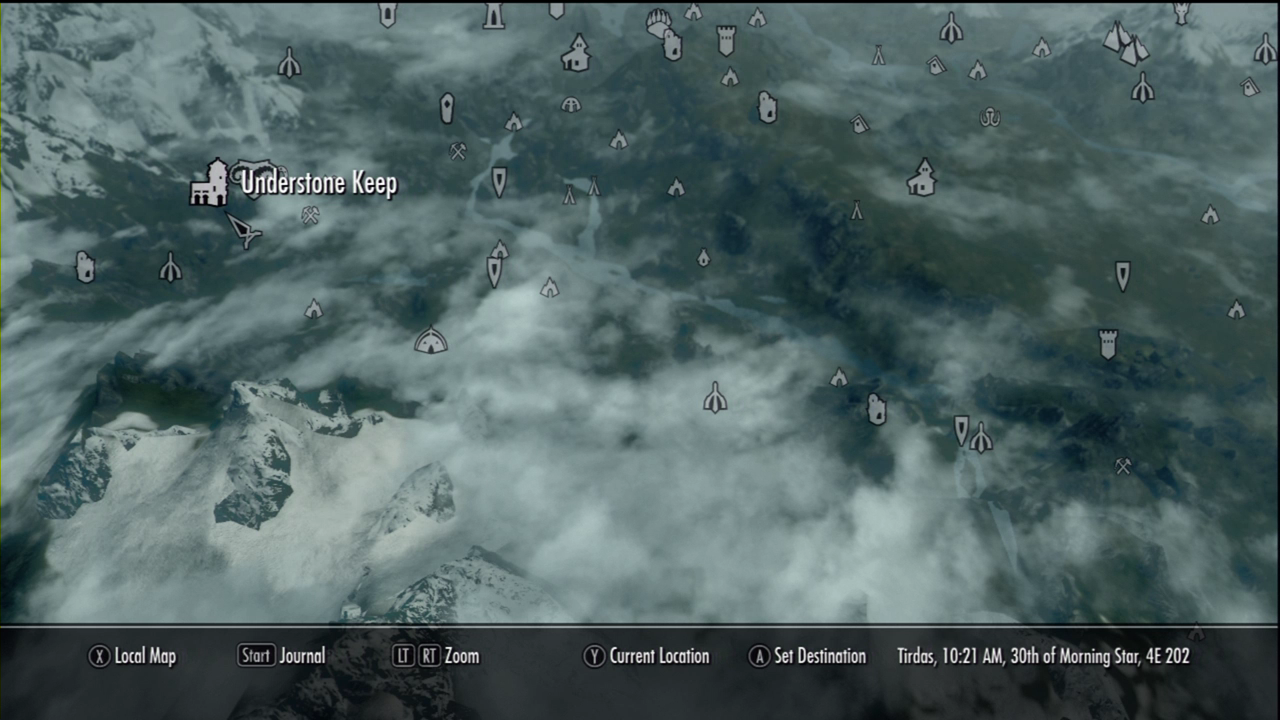 Understone Keep
X Local Map
Start Journal
LT RT Zoom
Y Current Location
A Set Destination
Tirdas, 10:21 AM, 30th of Morning Star, 4E 202